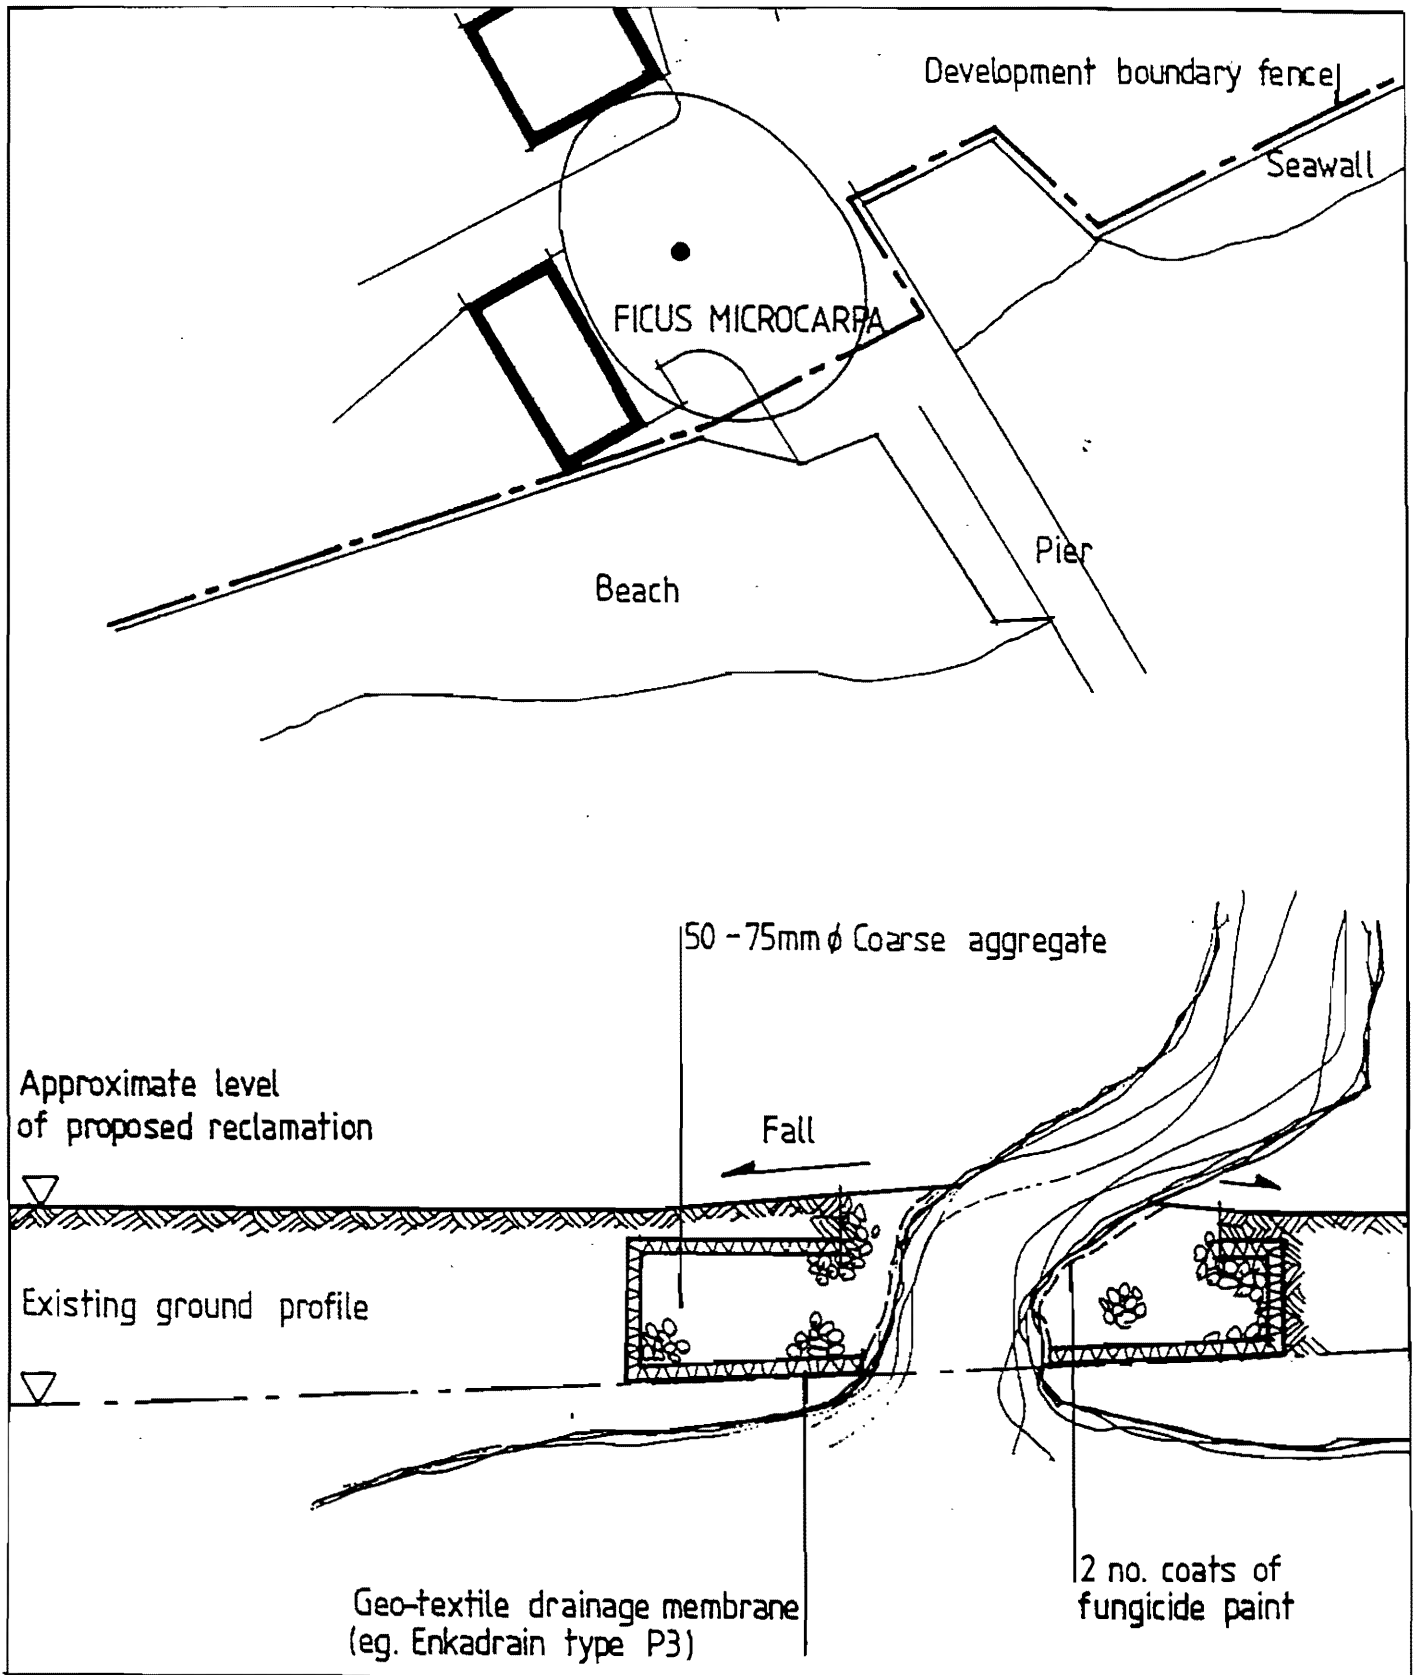 Development boundary fence
Seawall
FICUS MICROCARPA
Pier
Beach
50-75mm ϕ Coarse aggregate
Approximate level
of proposed reclamation
Fall
Existing ground profile
2 no. coats of
fungicide paint
Geo-textile drainage membrane
(eg. Enkadrain type P3)